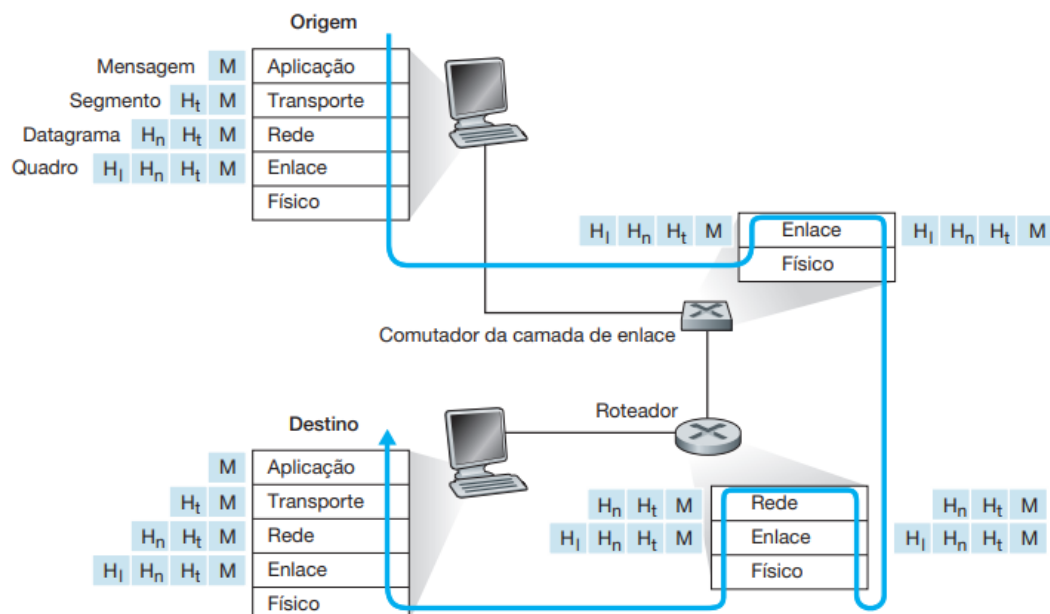 Origem
Mensagem M Aplicação
Segmento Ht M Transporte
Datagrama Hn Ht M Rede
Quadro Hl Hn Ht M Enlace
Físico
Hl Hn Ht M Enlace Hl Hn Ht M
Físico
Comutador da camada de enlace
Roteador
Destino
M Aplicação
Ht M Transporte
Hn Ht M Rede
Hl Hn Ht M Enlace
Físico
Hn Ht M Rede Hn Ht M
Hl Hn Ht M Enlace Hl Hn Ht M
Físico